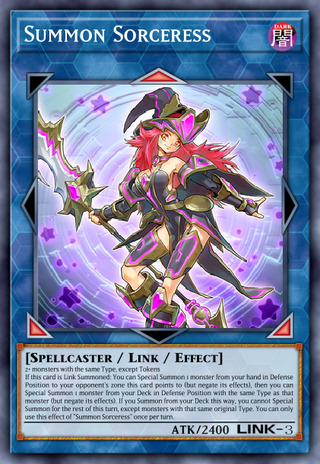 Summon Sorceress
DARK
闇
[Spellcaster / Link / Effect]
2+ monsters with the same Type, except Tokens
If this card is Link Summoned: You can Special Summon 1 monster from your hand in Defense
Position to your opponent's zone this card points to (but negate its effects), then you can
Special Summon 1 monster from your Deck in Defense Position with the same Type as that
monster (but negate its effects). If you Summon from your Deck this way, you cannot Special
Summon for the rest of this turn, except monsters with that same original Type. You can only
use this effect of "Summon Sorceress" once per turn.
ATK/2400 LINK-3